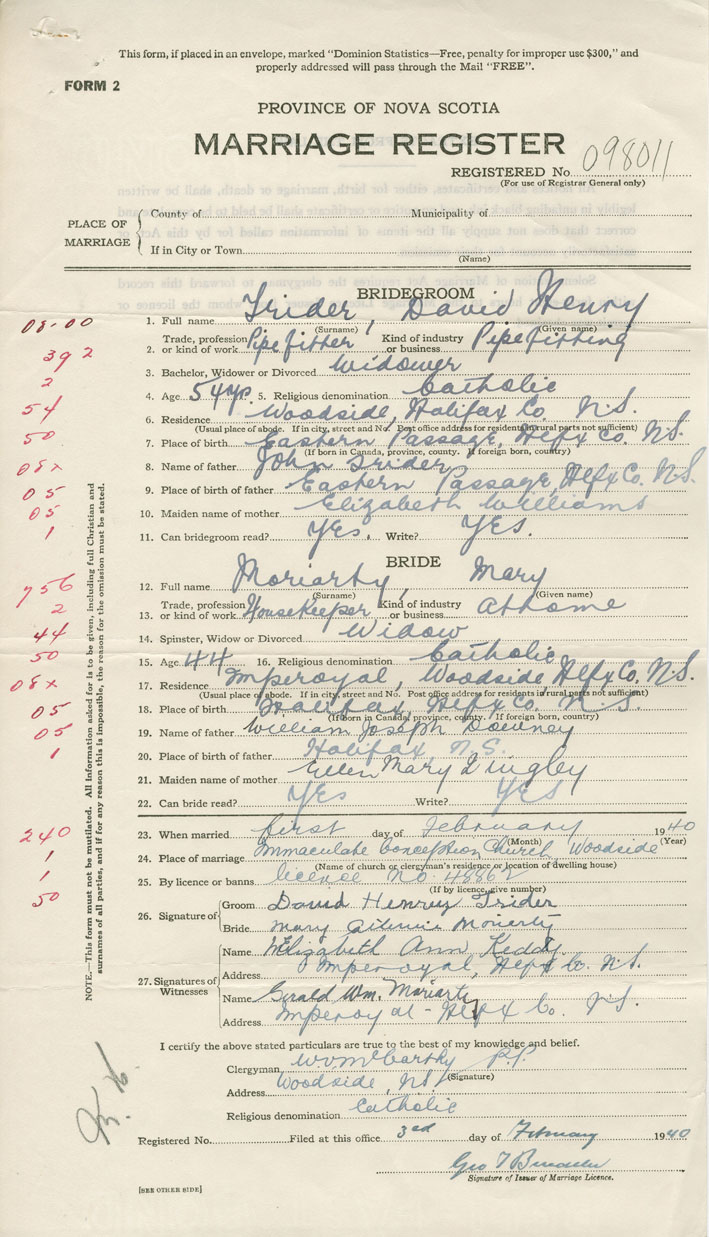 This form, if placed in an envelope, marked "Dominion Statistics—Free, penalty for improper use $300," and
properly addressed will pass through the Mail "FREE".
FORM 2
PROVINCE OF NOVA SCOTIA
MARRIAGE REGISTER
REGISTERED No. 098011
(For use of Registrar General only)
PLACE OF MARRIAGE
County of
Municipality of
If in City or Town
(Name)
BRIDEGROOM
1. Full name Trider, David Henry
(Surname) (Given name)
2. Trade, profession or kind of work Pipefitter Kind of industry or business Pipefitting
3. Bachelor, Widower or Divorced Widower
4. Age 54 yr. 5. Religious denomination Catholic
6. Residence Woodside, Halifax Co. N.S.
(Usual place of abode. If in city, street and No. Post office address for residents in rural parts not sufficient)
7. Place of birth Eastern Passage, Hlfx Co. N.S.
(If born in Canada, province, county. If foreign born, country)
8. Name of father John Trider
9. Place of birth of father Eastern Passage, Hlfx Co. N.S.
10. Maiden name of mother Elizabeth Williams
11. Can bridegroom read? Yes. Write? Yes.
BRIDE
12. Full name Moriarty, Mary
(Surname) (Given name)
13. Trade, profession or kind of work Housekeeper Kind of industry or business At home
14. Spinster, Widow or Divorced Widow
15. Age 44 16. Religious denomination Catholic
17. Residence Imperoyal, Woodside Hlfx Co. N.S.
(Usual place of abode. If in city, street and No. Post office address for residents in rural parts not sufficient)
18. Place of birth Halifax, Hlfx Co. N.S.
(If born in Canada, province, county. If foreign born, country)
19. Name of father William Joseph Downey
20. Place of birth of father Halifax N.S.
21. Maiden name of mother Ellen Mary
22. Can bride read? Yes Write? Yes
23. When married first day of February 1940
(Month) (Year)
24. Place of marriage Immaculate Conception Church Woodside
(Name of church or clergyman's residence or location of dwelling house)
25. By licence or banns licence No. 48862
(If by licence, give number)
26. Signature of
Groom David Henrey Trider
Bride Mary Moriarty
27. Signatures of Witnesses
Name Elizabeth Ann Keddy
Address Imperoyal, Hlfx Co. N.S.
Name Gerald Wm. Moriarty
Address Imperoyal - Hlfx Co. N.S.
I certify the above stated particulars are true to the best of my knowledge and belief.
Clergyman McCarthy P.P.
(Signature)
Address Woodside, N.S.
Religious denomination Catholic
Registered No. Filed at this office 3rd day of February 1940
Geo T
Signature of Issuer of Marriage Licence.
[SEE OTHER SIDE]
NOTE.—This form must not be mutilated. All Information asked for is to be given, including full Christian and
surnames of all parties, and if for any reason this is impossible, the reason for the omission must be stated.
08-00
392
2
54
50
08x
05
05
1
756
2
44
50
08x
05
05
1
240
1
1
50